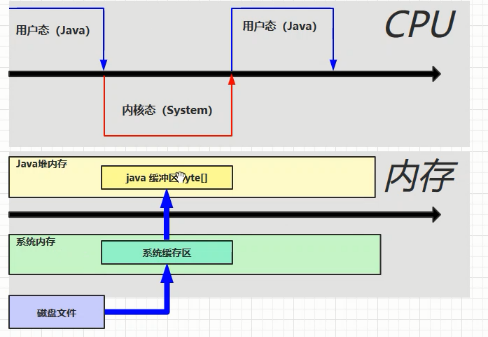 CPU
用户态（Java）
用户态（Java）
内核态（System）
内存
Java堆内存
java 缓冲区 yte[]
系统内存
系统缓存区
磁盘文件